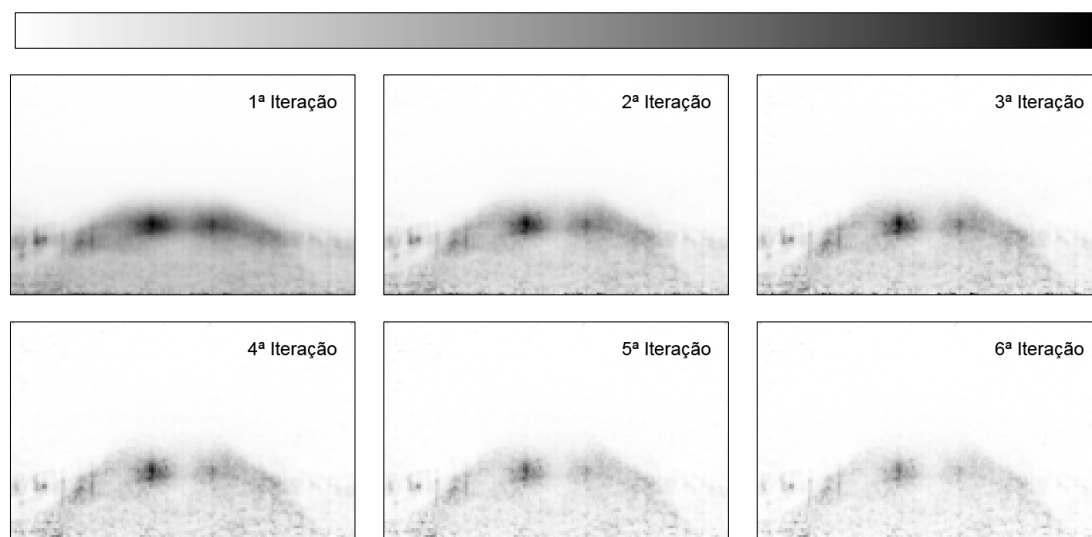 1ª Iteração
2ª Iteração
3ª Iteração
4ª Iteração
5ª Iteração
6ª Iteração